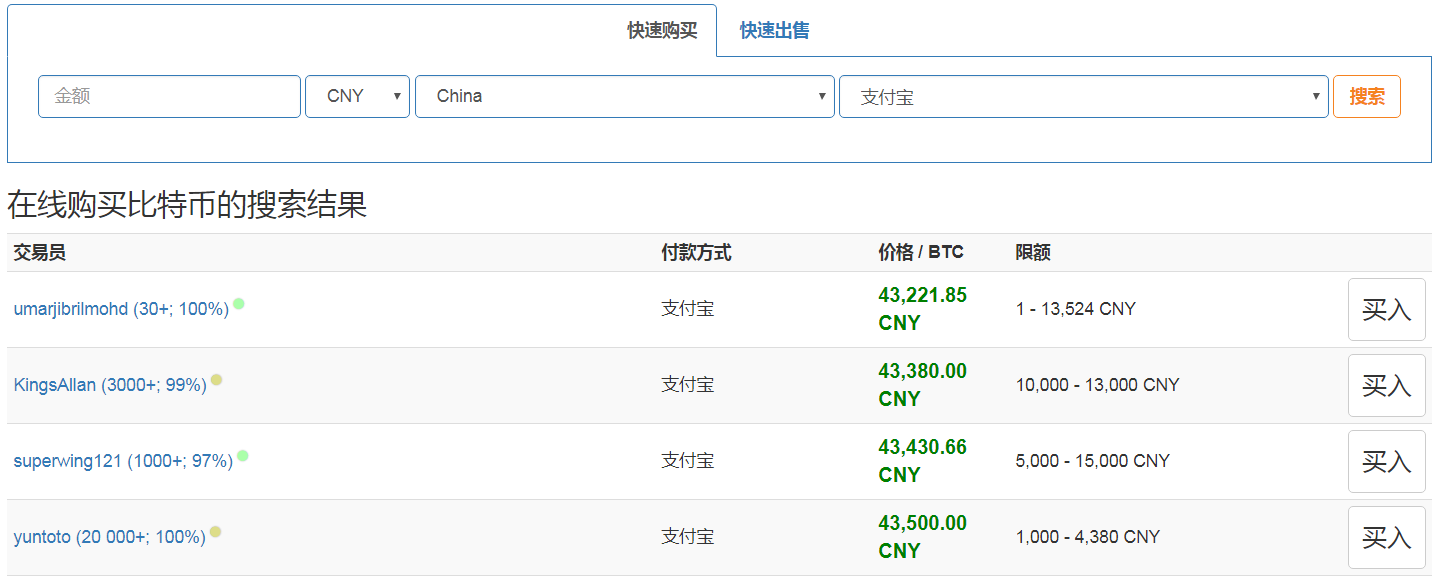 快速购买 快速出售
金额 CNY China 支付宝 搜索
在线购买比特币的搜索结果
交易员 付款方式 价格 / BTC 限额
umarjibrilmohd (30+; 100%) 支付宝 43,221.85 CNY 1 - 13,524 CNY 买入
KingsAllan (3000+; 99%) 支付宝 43,380.00 CNY 10,000 - 13,000 CNY 买入
superwing121 (1000+; 97%) 支付宝 43,430.66 CNY 5,000 - 15,000 CNY 买入
yuntoto (20 000+; 100%) 支付宝 43,500.00 CNY 1,000 - 4,380 CNY 买入